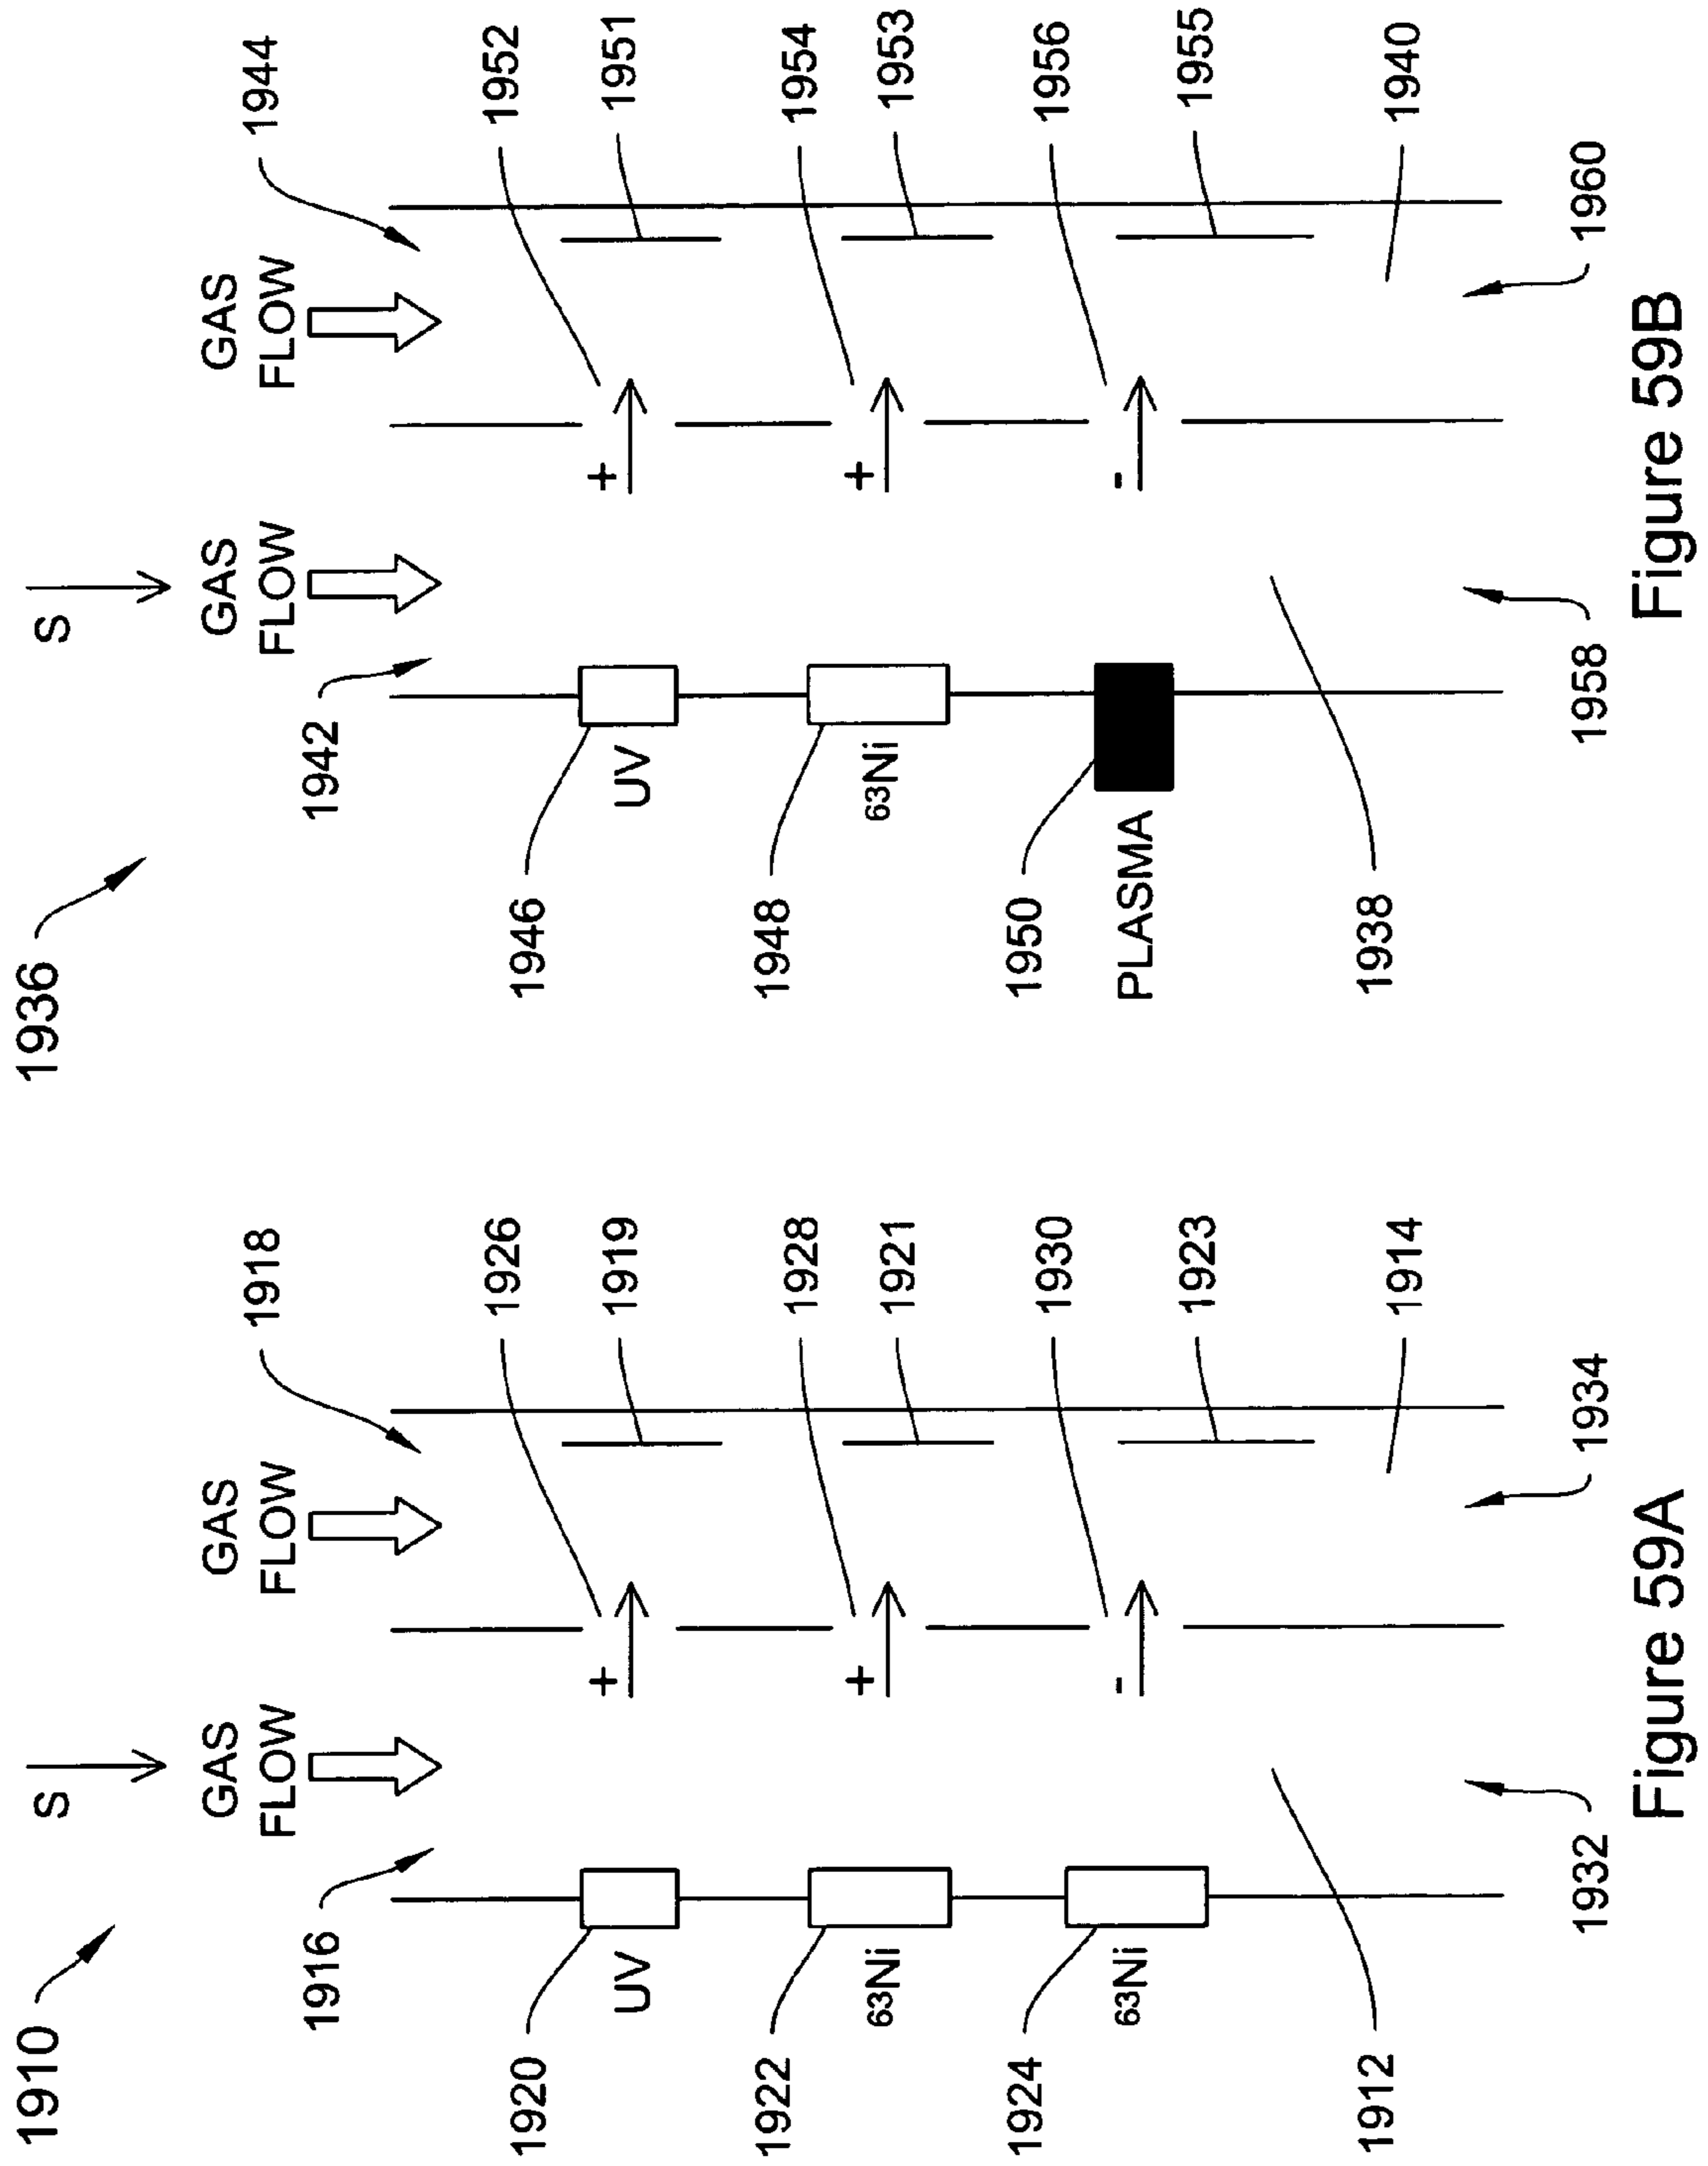 1910
S
GAS
FLOW
GAS
FLOW
1916
1918
1920
UV
+
1926
1919
1922
63Ni
+
1928
1921
1924
63Ni
-
1930
1923
1912
1914
1932
1934
Figure 59A
1936
S
GAS
FLOW
GAS
FLOW
1942
1944
1946
UV
+
1952
1951
1948
63Ni
+
1954
1953
1950
PLASMA
-
1956
1955
1938
1940
1958
1960
Figure 59B